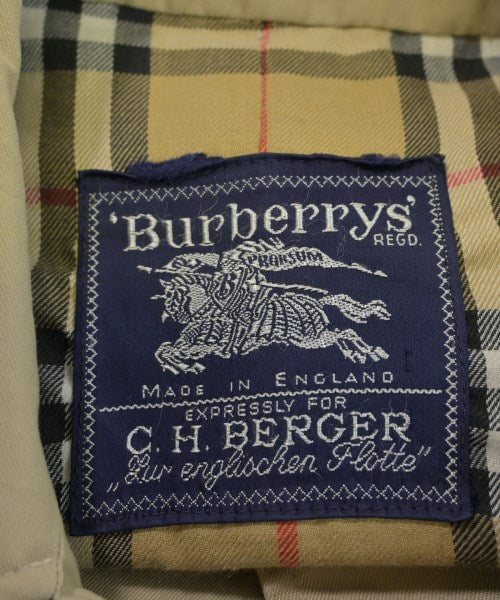 'Burberrys'
REGD.
PRORSUM
MADE IN ENGLAND
EXPRESSLY FOR
C. H. BERGER
„Zur englischen Flotte“